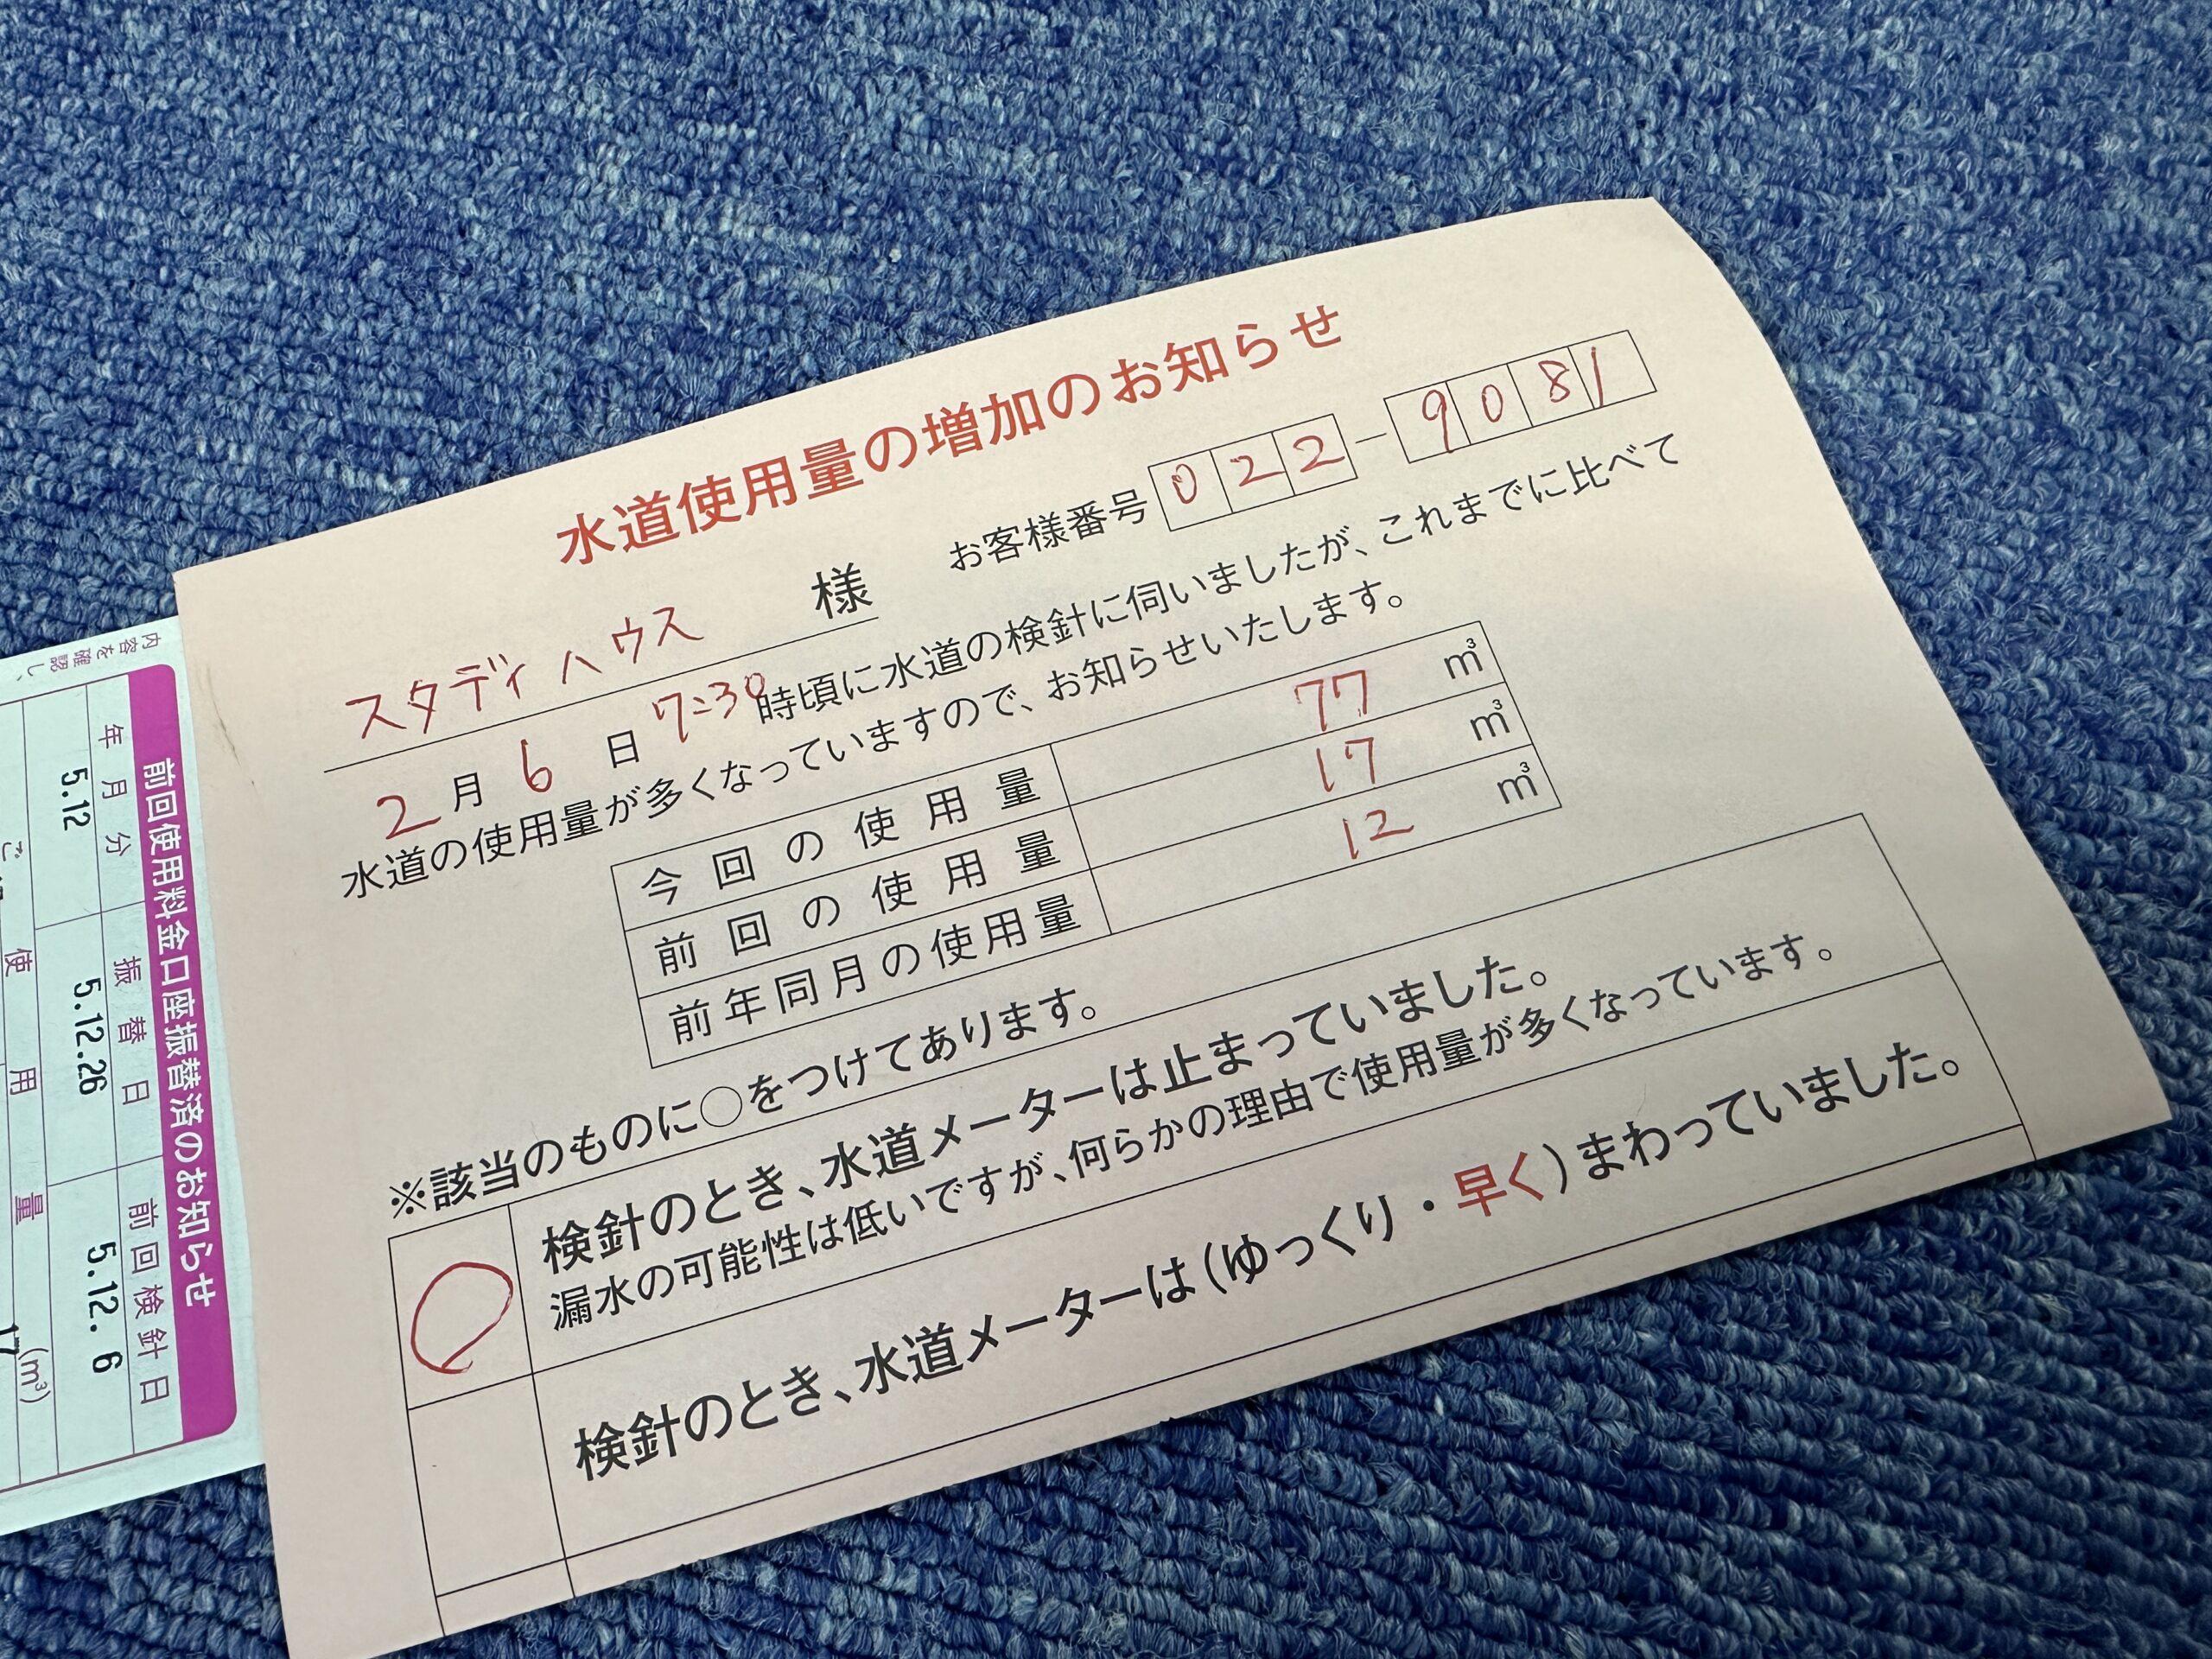 水道使用量の増加のお知らせ
お客様番号 022-9081
スタディハウス 様
2月6日7:30時頃に水道の検針に伺いましたが、これまでに比べて
水道の使用量が多くなっていますので、お知らせいたします。
今回の使用量 77 ㎥
前回の使用量 17 ㎥
前年同月の使用量 12 ㎥
※該当のものに○をつけてあります。
○ 検針のとき、水道メーターは止まっていました。
漏水の可能性は低いですが、何らかの理由で使用量が多くなっています。
検針のとき、水道メーターは(ゆっくり・早く)まわっていました。
内容を確認し、
前回使用料金口座振替済のお知らせ
年月分 振替日 前回検針日
5.12 5.12.26 5.12.6
使用量 (m³)
17